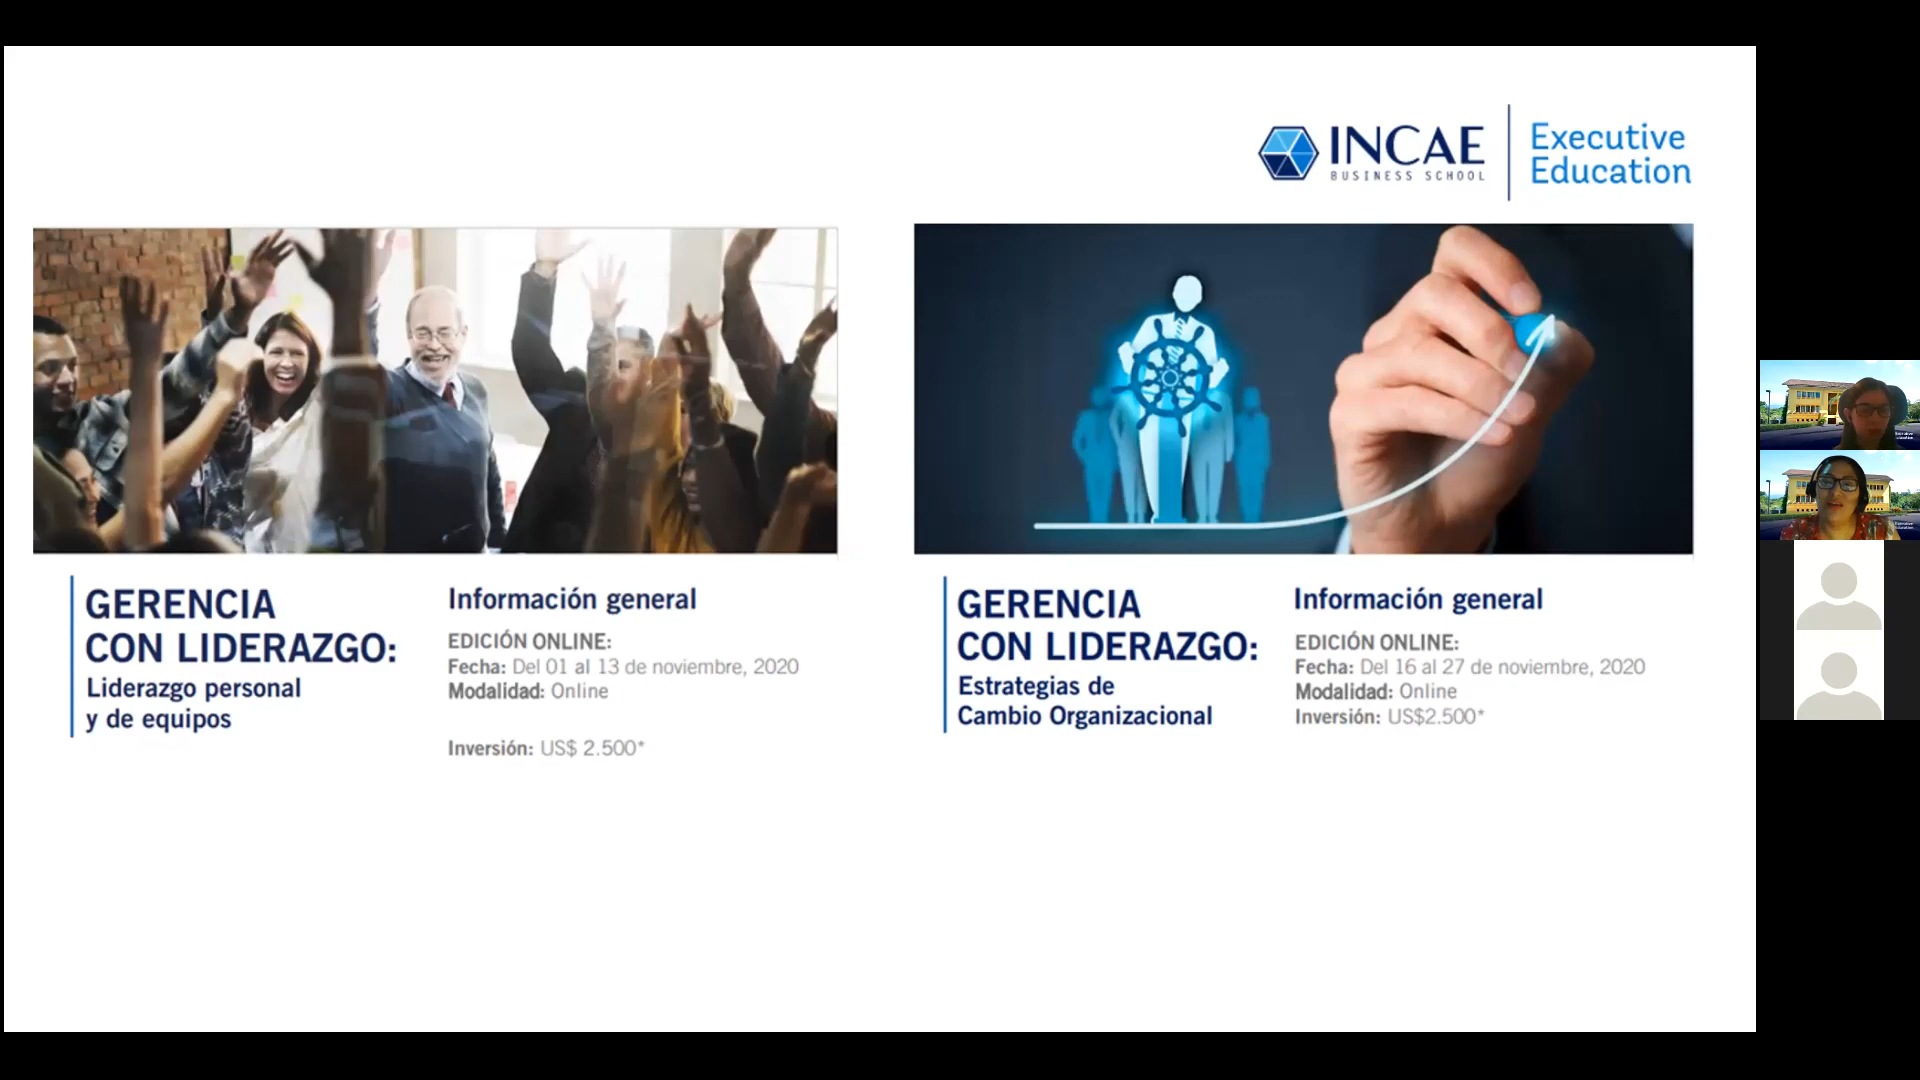 INCAE
BUSINESS SCHOOL
Executive
Education
GERENCIA
CON LIDERAZGO:
Liderazgo personal
y de equipos
Información general
EDICIÓN ONLINE:
Fecha: Del 01 al 13 de noviembre, 2020
Modalidad: Online
Inversión: US$ 2.500*
GERENCIA
CON LIDERAZGO:
Estrategias de
Cambio Organizacional
Información general
EDICIÓN ONLINE:
Fecha: Del 16 al 27 de noviembre, 2020
Modalidad: Online
Inversión: US$2.500*